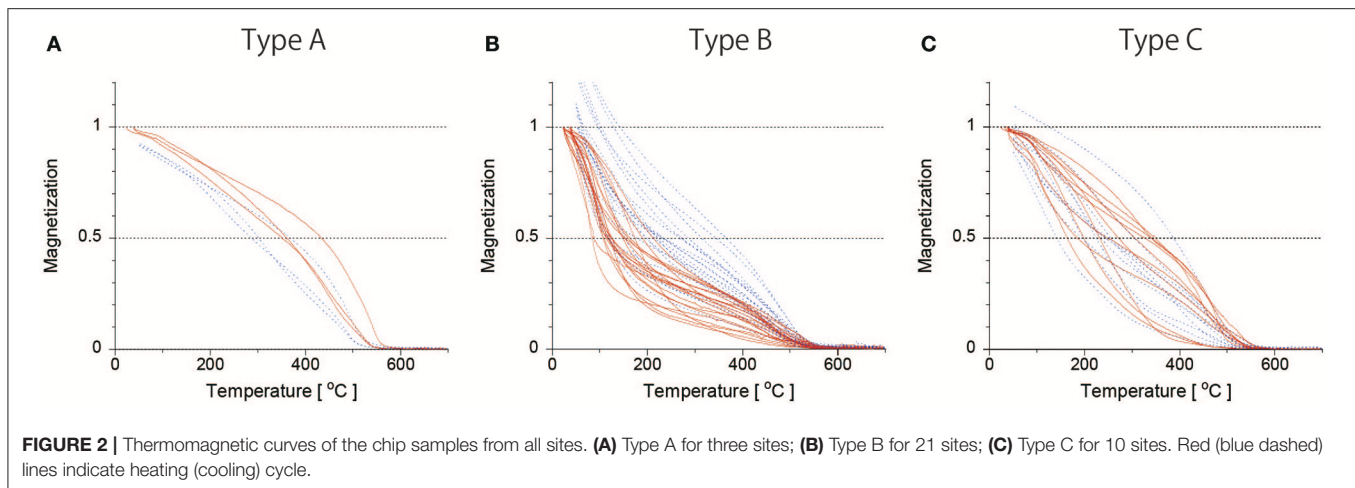 A Type A
Magnetization
1
0.5
0
0 200 400 600
Temperature [ °C ]
B Type B
Magnetization
1
0.5
0
0 200 400 600
Temperature [ °C ]
C Type C
Magnetization
1
0.5
0
0 200 400 600
Temperature [ °C ]
FIGURE 2 | Thermomagnetic curves of the chip samples from all sites. (A) Type A for three sites; (B) Type B for 21 sites; (C) Type C for 10 sites. Red (blue dashed)
lines indicate heating (cooling) cycle.